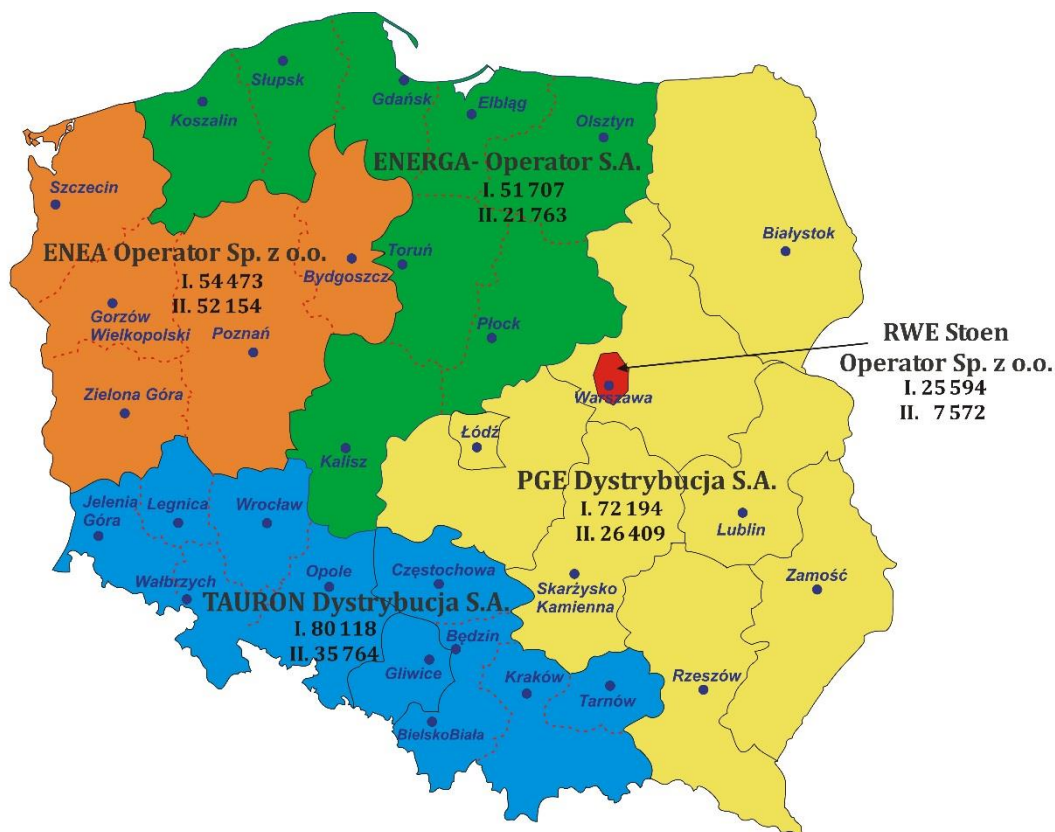 Słupsk
Gdańsk
Elbląg
Koszalin
Olsztyn
ENERGA- Operator S.A.
I. 51 707
II. 21 763
Szczecin
ENEA Operator Sp. z o.o.
I. 54 473
II. 52 154
Bydgoszcz
Toruń
Białystok
Gorzów
Wielkopolski
Poznań
Płock
RWE Stoen
Operator Sp. z o.o.
I. 25 594
II. 7 572
Zielona Góra
Warszawa
Łódź
Kalisz
PGE Dystrybucja S.A.
I. 72 194
II. 26 409
Jelenia
Góra
Legnica
Wrocław
Lublin
Wałbrzych
Opole
Częstochowa
Skarżysko
Kamienna
Zamość
TAURON Dystrybucja S.A.
I. 80 118
II. 35 764
Będzin
Gliwice
Kraków
Tarnów
Rzeszów
BielskoBiała